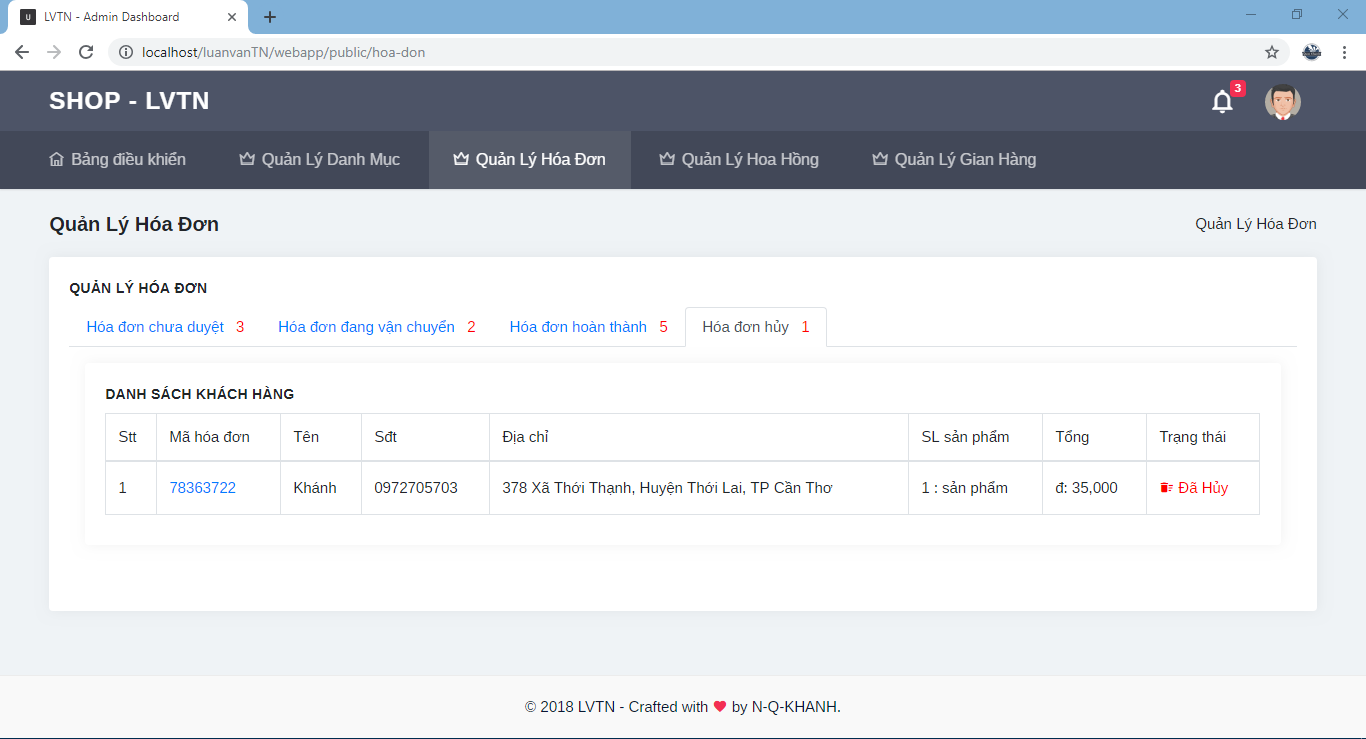 U LVTN - Admin Dashboard
localhost/luanvanTN/webapp/public/hoa-don
SHOP - LVTN
3
Bảng điều khiển Quản Lý Danh Mục Quản Lý Hóa Đơn Quản Lý Hoa Hồng Quản Lý Gian Hàng
Quản Lý Hóa Đơn Quản Lý Hóa Đơn
QUẢN LÝ HÓA ĐƠN
Hóa đơn chưa duyệt 3 Hóa đơn đang vận chuyển 2 Hóa đơn hoàn thành 5 Hóa đơn hủy 1
DANH SÁCH KHÁCH HÀNG
Stt Mã hóa đơn Tên Sđt Địa chỉ SL sản phẩm Tổng Trạng thái
1 78363722 Khánh 0972705703 378 Xã Thới Thạnh, Huyện Thới Lai, TP Cần Thơ 1 : sản phẩm đ: 35,000 Đã Hủy
© 2018 LVTN - Crafted with ❤ by N-Q-KHANH.